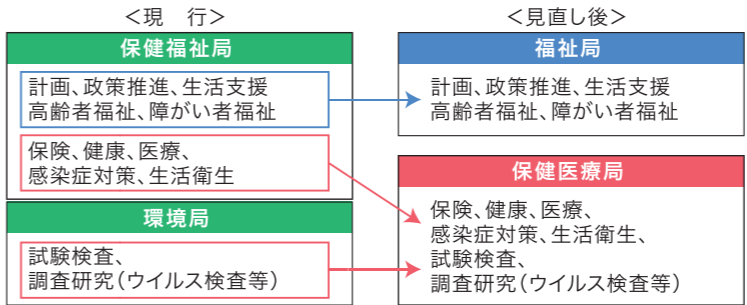 ＜現　行＞
保健福祉局
計画、政策推進、生活支援
高齢者福祉、障がい者福祉
保険、健康、医療、
感染症対策、生活衛生
環境局
試験検査、
調査研究（ウイルス検査等）
＜見直し後＞
福祉局
計画、政策推進、生活支援
高齢者福祉、障がい者福祉
保健医療局
保険、健康、医療、
感染症対策、生活衛生、
試験検査、
調査研究（ウイルス検査等）